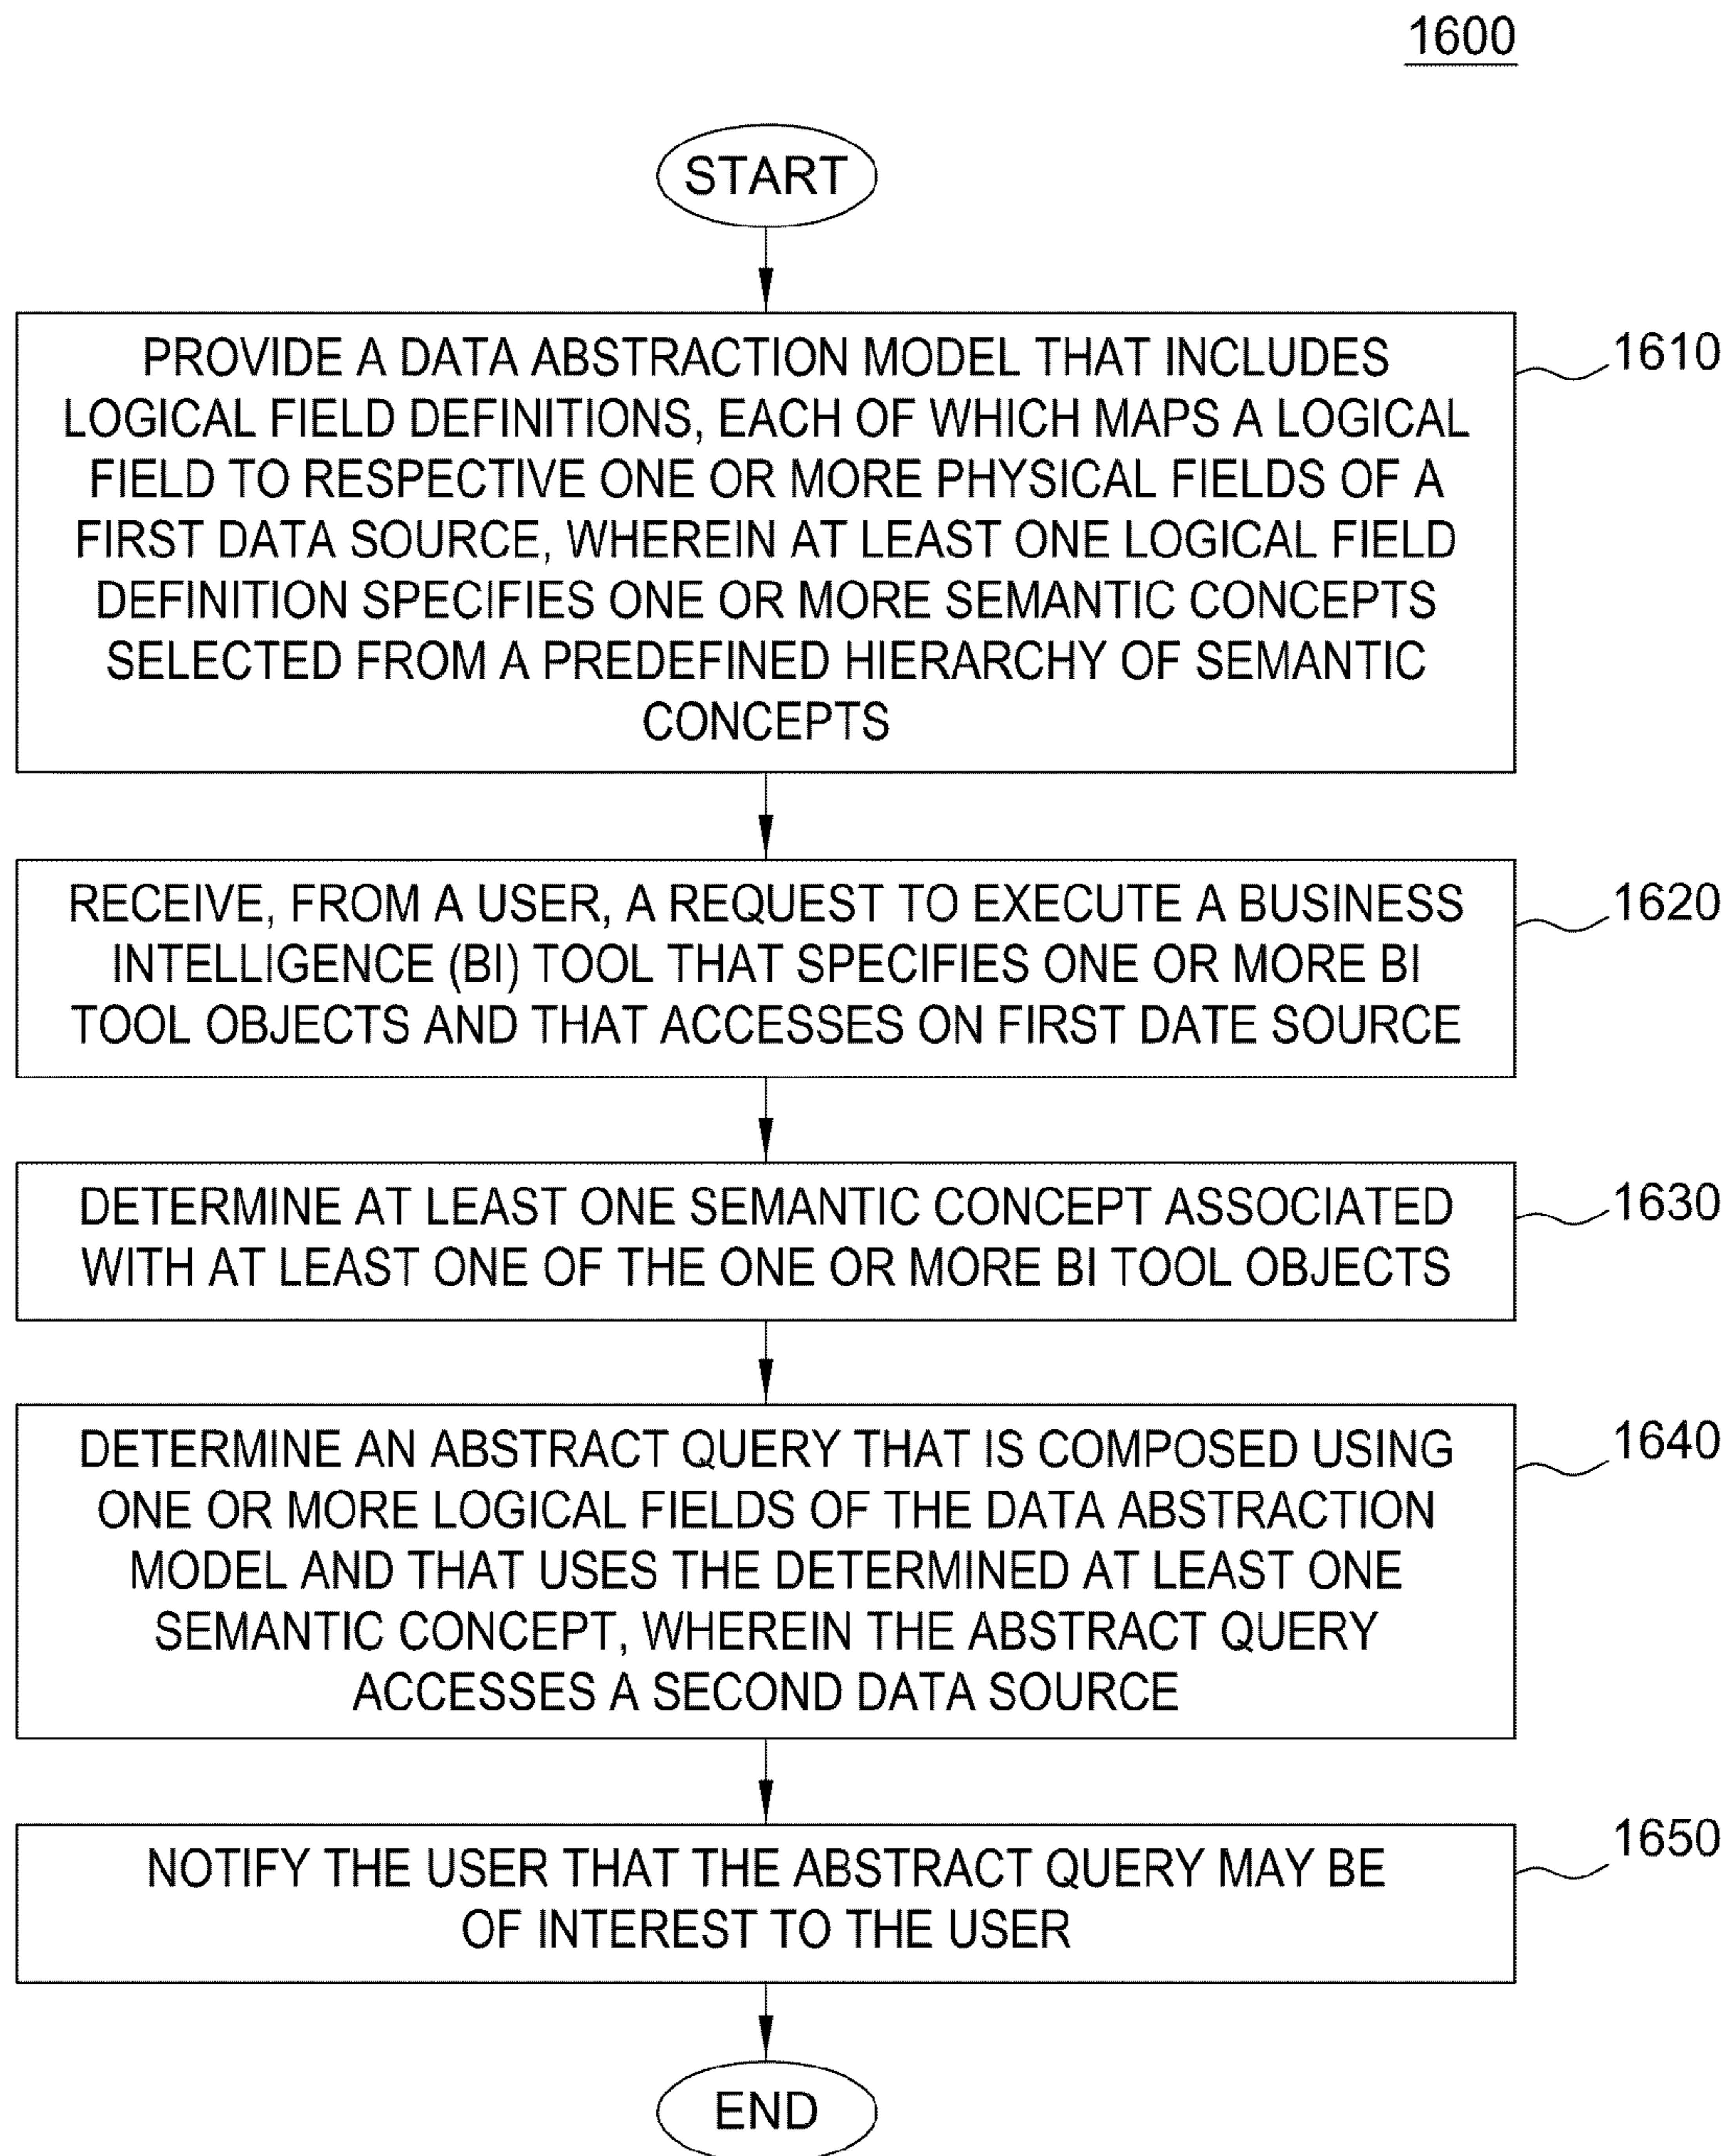 1600
START
PROVIDE A DATA ABSTRACTION MODEL THAT INCLUDES
LOGICAL FIELD DEFINITIONS, EACH OF WHICH MAPS A LOGICAL
FIELD TO RESPECTIVE ONE OR MORE PHYSICAL FIELDS OF A
FIRST DATA SOURCE, WHEREIN AT LEAST ONE LOGICAL FIELD
DEFINITION SPECIFIES ONE OR MORE SEMANTIC CONCEPTS
SELECTED FROM A PREDEFINED HIERARCHY OF SEMANTIC
CONCEPTS
1610
RECEIVE, FROM A USER, A REQUEST TO EXECUTE A BUSINESS
INTELLIGENCE (BI) TOOL THAT SPECIFIES ONE OR MORE BI
TOOL OBJECTS AND THAT ACCESSES ON FIRST DATE SOURCE
1620
DETERMINE AT LEAST ONE SEMANTIC CONCEPT ASSOCIATED
WITH AT LEAST ONE OF THE ONE OR MORE BI TOOL OBJECTS
1630
DETERMINE AN ABSTRACT QUERY THAT IS COMPOSED USING
ONE OR MORE LOGICAL FIELDS OF THE DATA ABSTRACTION
MODEL AND THAT USES THE DETERMINED AT LEAST ONE
SEMANTIC CONCEPT, WHEREIN THE ABSTRACT QUERY
ACCESSES A SECOND DATA SOURCE
1640
NOTIFY THE USER THAT THE ABSTRACT QUERY MAY BE
OF INTEREST TO THE USER
1650
END